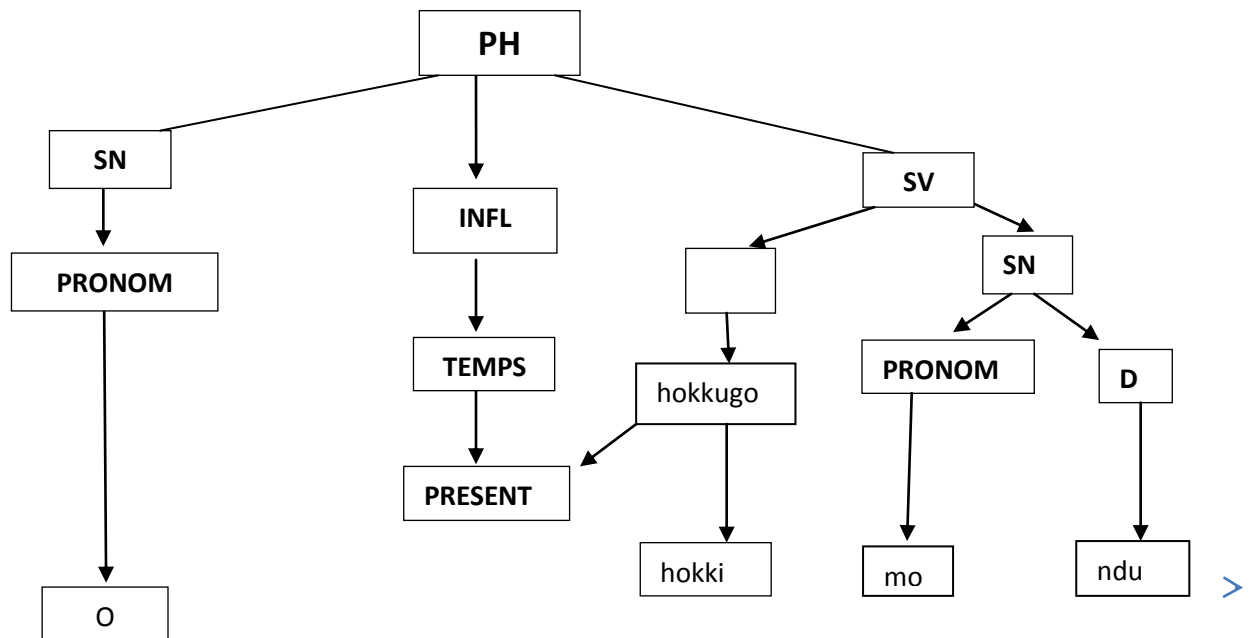 PH
SN
SV
INFL
SN
PRONOM
TEMPS
PRONOM
D
hokkugo
PRESENT
hokki
mo
ndu
O